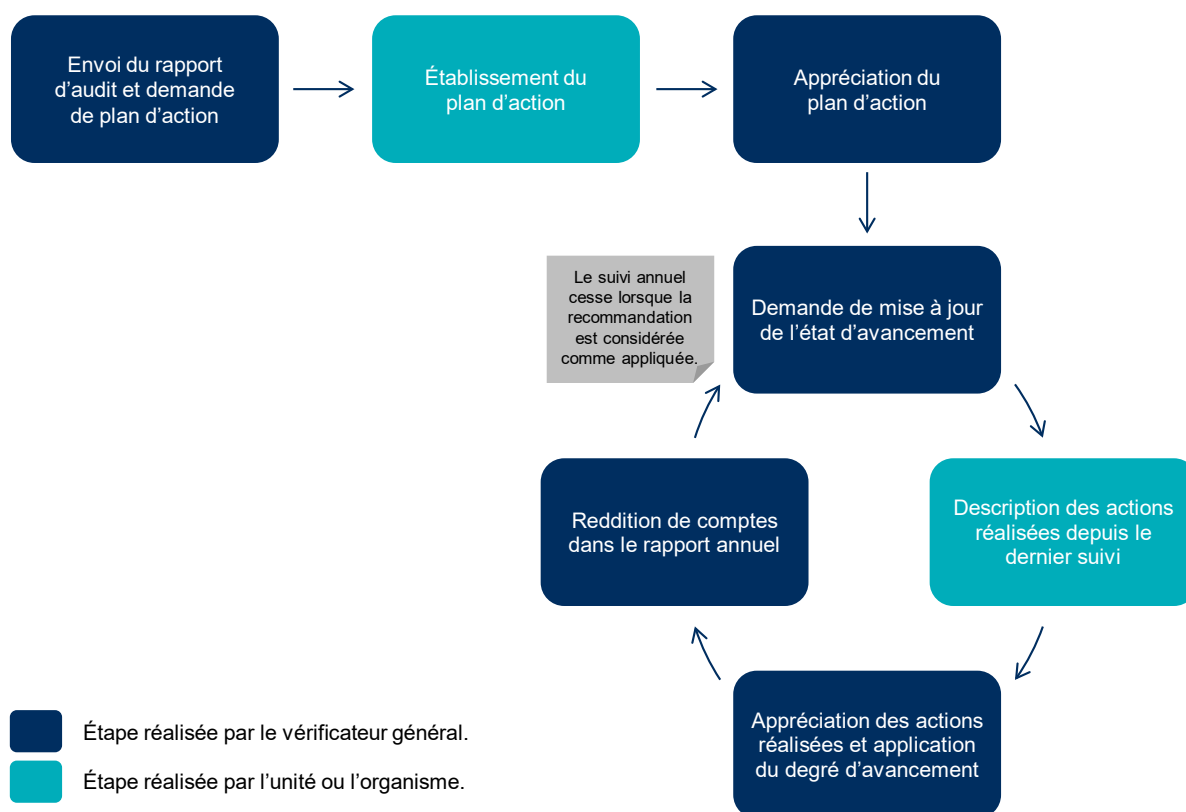 Envoi du rapport
d’audit et demande
de plan d’action
Établissement du
plan d’action
Appréciation du
plan d’action
Le suivi annuel
cesse lorsque la
recommandation
est considérée
comme appliquée.
Demande de mise à jour
de l’état d’avancement
Description des actions
réalisées depuis le
dernier suivi
Reddition de comptes
dans le rapport annuel
Appréciation des actions
réalisées et application
du degré d’avancement
Étape réalisée par le vérificateur général.
Étape réalisée par l’unité ou l’organisme.